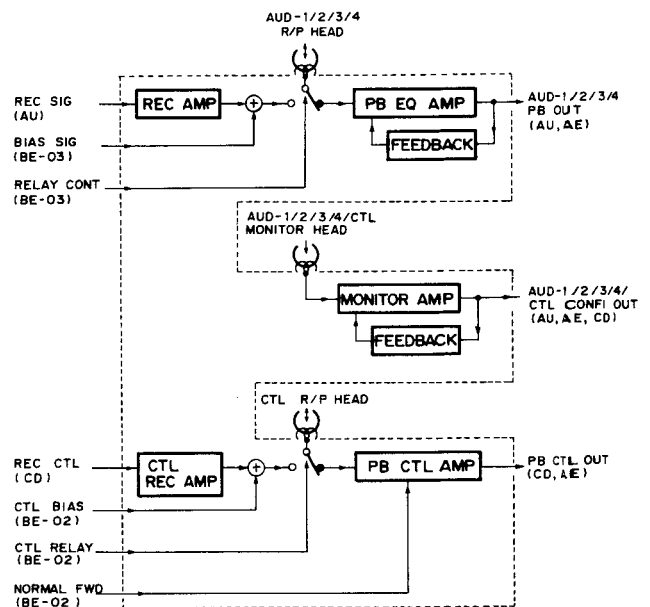 AUD-1/2/3/4
R/P HEAD
REC SIG
(AU)
REC AMP
PB EQ AMP
AUD-1/2/3/4
PB OUT
(AU, AE)
BIAS SIG
(BE-03)
FEEDBACK
RELAY CONT
(BE-03)
AUD-1/2/3/4/CTL
MONITOR HEAD
MONITOR AMP
AUD-1/2/3/4/
CTL CONFI OUT
(AU, AE, CD)
FEEDBACK
CTL R/P HEAD
REC CTL
(CD)
CTL
REC AMP
PB CTL AMP
PB CTL OUT
(CD, AE)
CTL BIAS
(BE-02)
CTL RELAY
(BE-02)
NORMAL FWD
(BE-02)